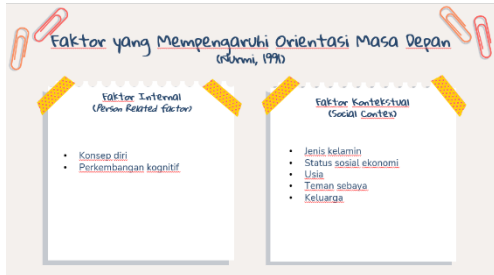 Faktor yang Mempengaruhi Orientasi Masa Depan
(Nurmi, 1991)
Faktor Internal
(Person Related factor)
• Konsep diri
• Perkembangan kognitif
Faktor Kontekstual
(Social Contex)
• Jenis kelamin
• Status sosial ekonomi
• Usia
• Teman sebaya
• Keluarga